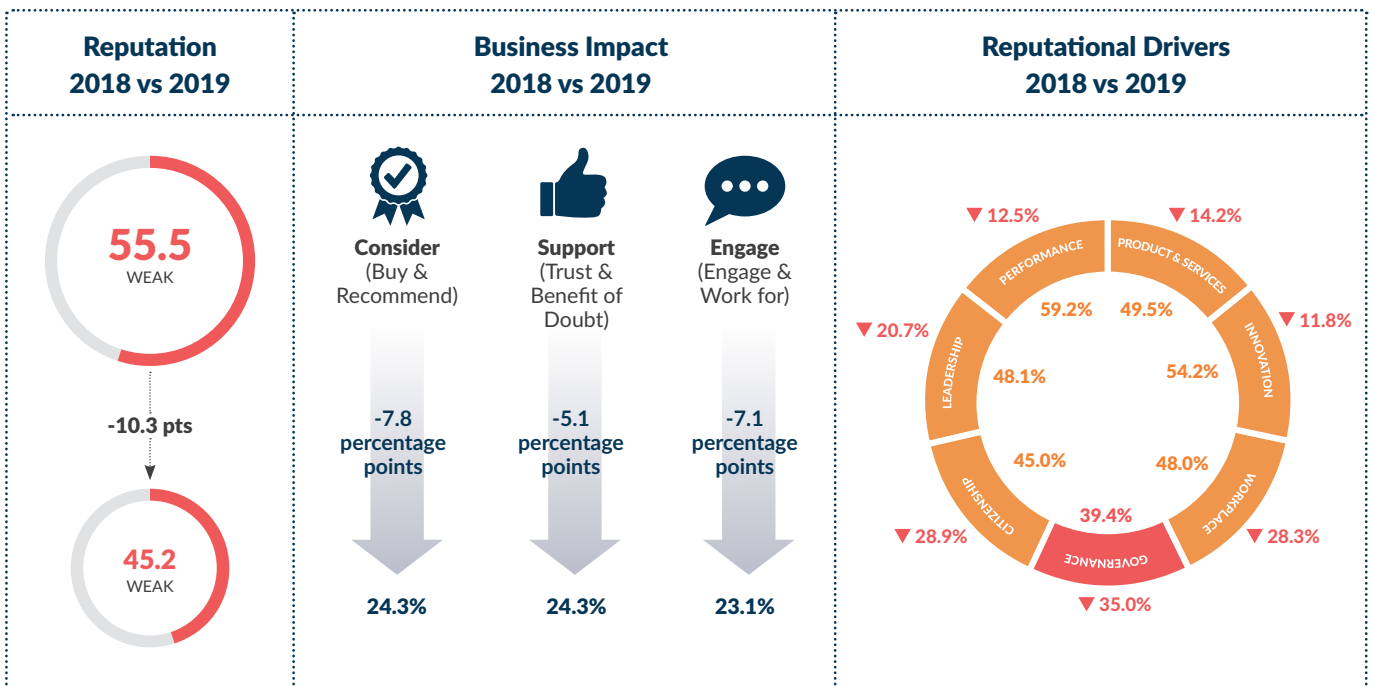 Reputation
2018 vs 2019
55.5
WEAK
-10.3 pts
45.2
WEAK
Business Impact
2018 vs 2019
Consider
(Buy &
Recommend)
-7.8
percentage
points
24.3%
Support
(Trust &
Benefit of
Doubt)
-5.1
percentage
points
24.3%
Engage
(Engage &
Work for)
-7.1
percentage
points
23.1%
Reputational Drivers
2018 vs 2019
▼ 14.2%
PRODUCT & SERVICES
49.5%
▼ 11.8%
INNOVATION
54.2%
▼ 28.3%
WORKPLACE
48.0%
▼ 35.0%
GOVERNANCE
39.4%
▼ 28.9%
CITIZENSHIP
45.0%
▼ 20.7%
LEADERSHIP
48.1%
▼ 12.5%
PERFORMANCE
59.2%